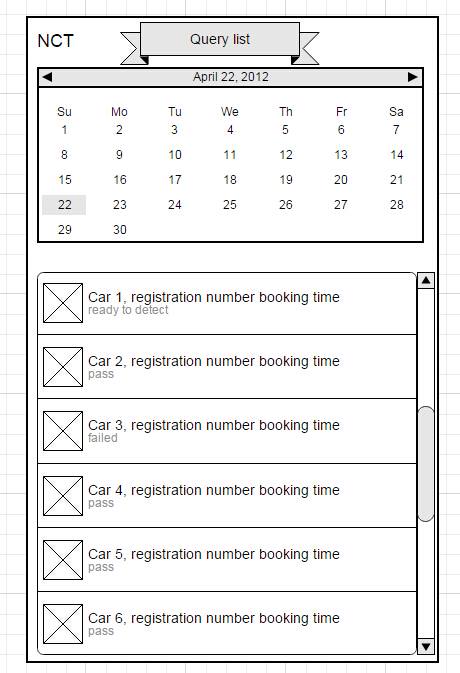 NCT
Query list
April 22, 2012
Su Mo Tu We Th Fr Sa
1 2 3 4 5 6 7
8 9 10 11 12 13 14
15 16 17 18 19 20 21
22 23 24 25 26 27 28
29 30
Car 1, registration number booking time
ready to detect
Car 2, registration number booking time
pass
Car 3, registration number booking time
failed
Car 4, registration number booking time
pass
Car 5, registration number booking time
pass
Car 6, registration number booking time
pass